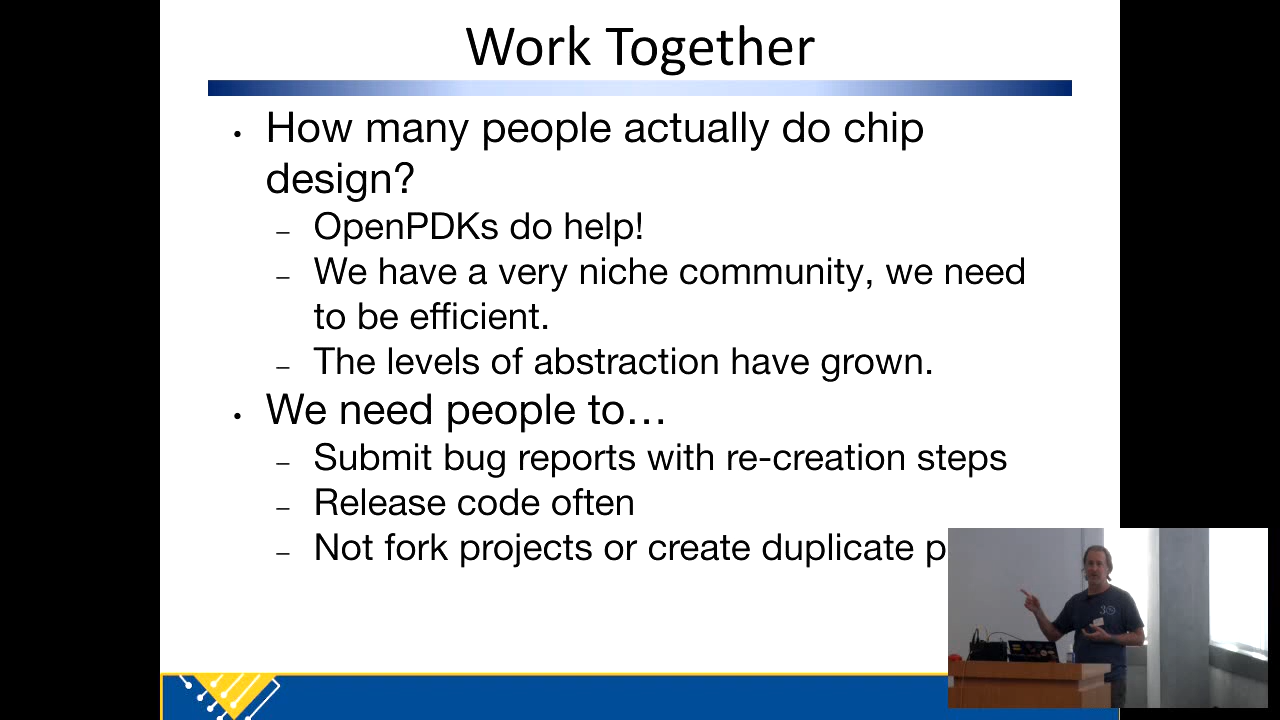 Work Together
• How many people actually do chip
design?
– OpenPDKs do help!
– We have a very niche community, we need
to be efficient.
– The levels of abstraction have grown.
• We need people to…
– Submit bug reports with re-creation steps
– Release code often
– Not fork projects or create duplicate p